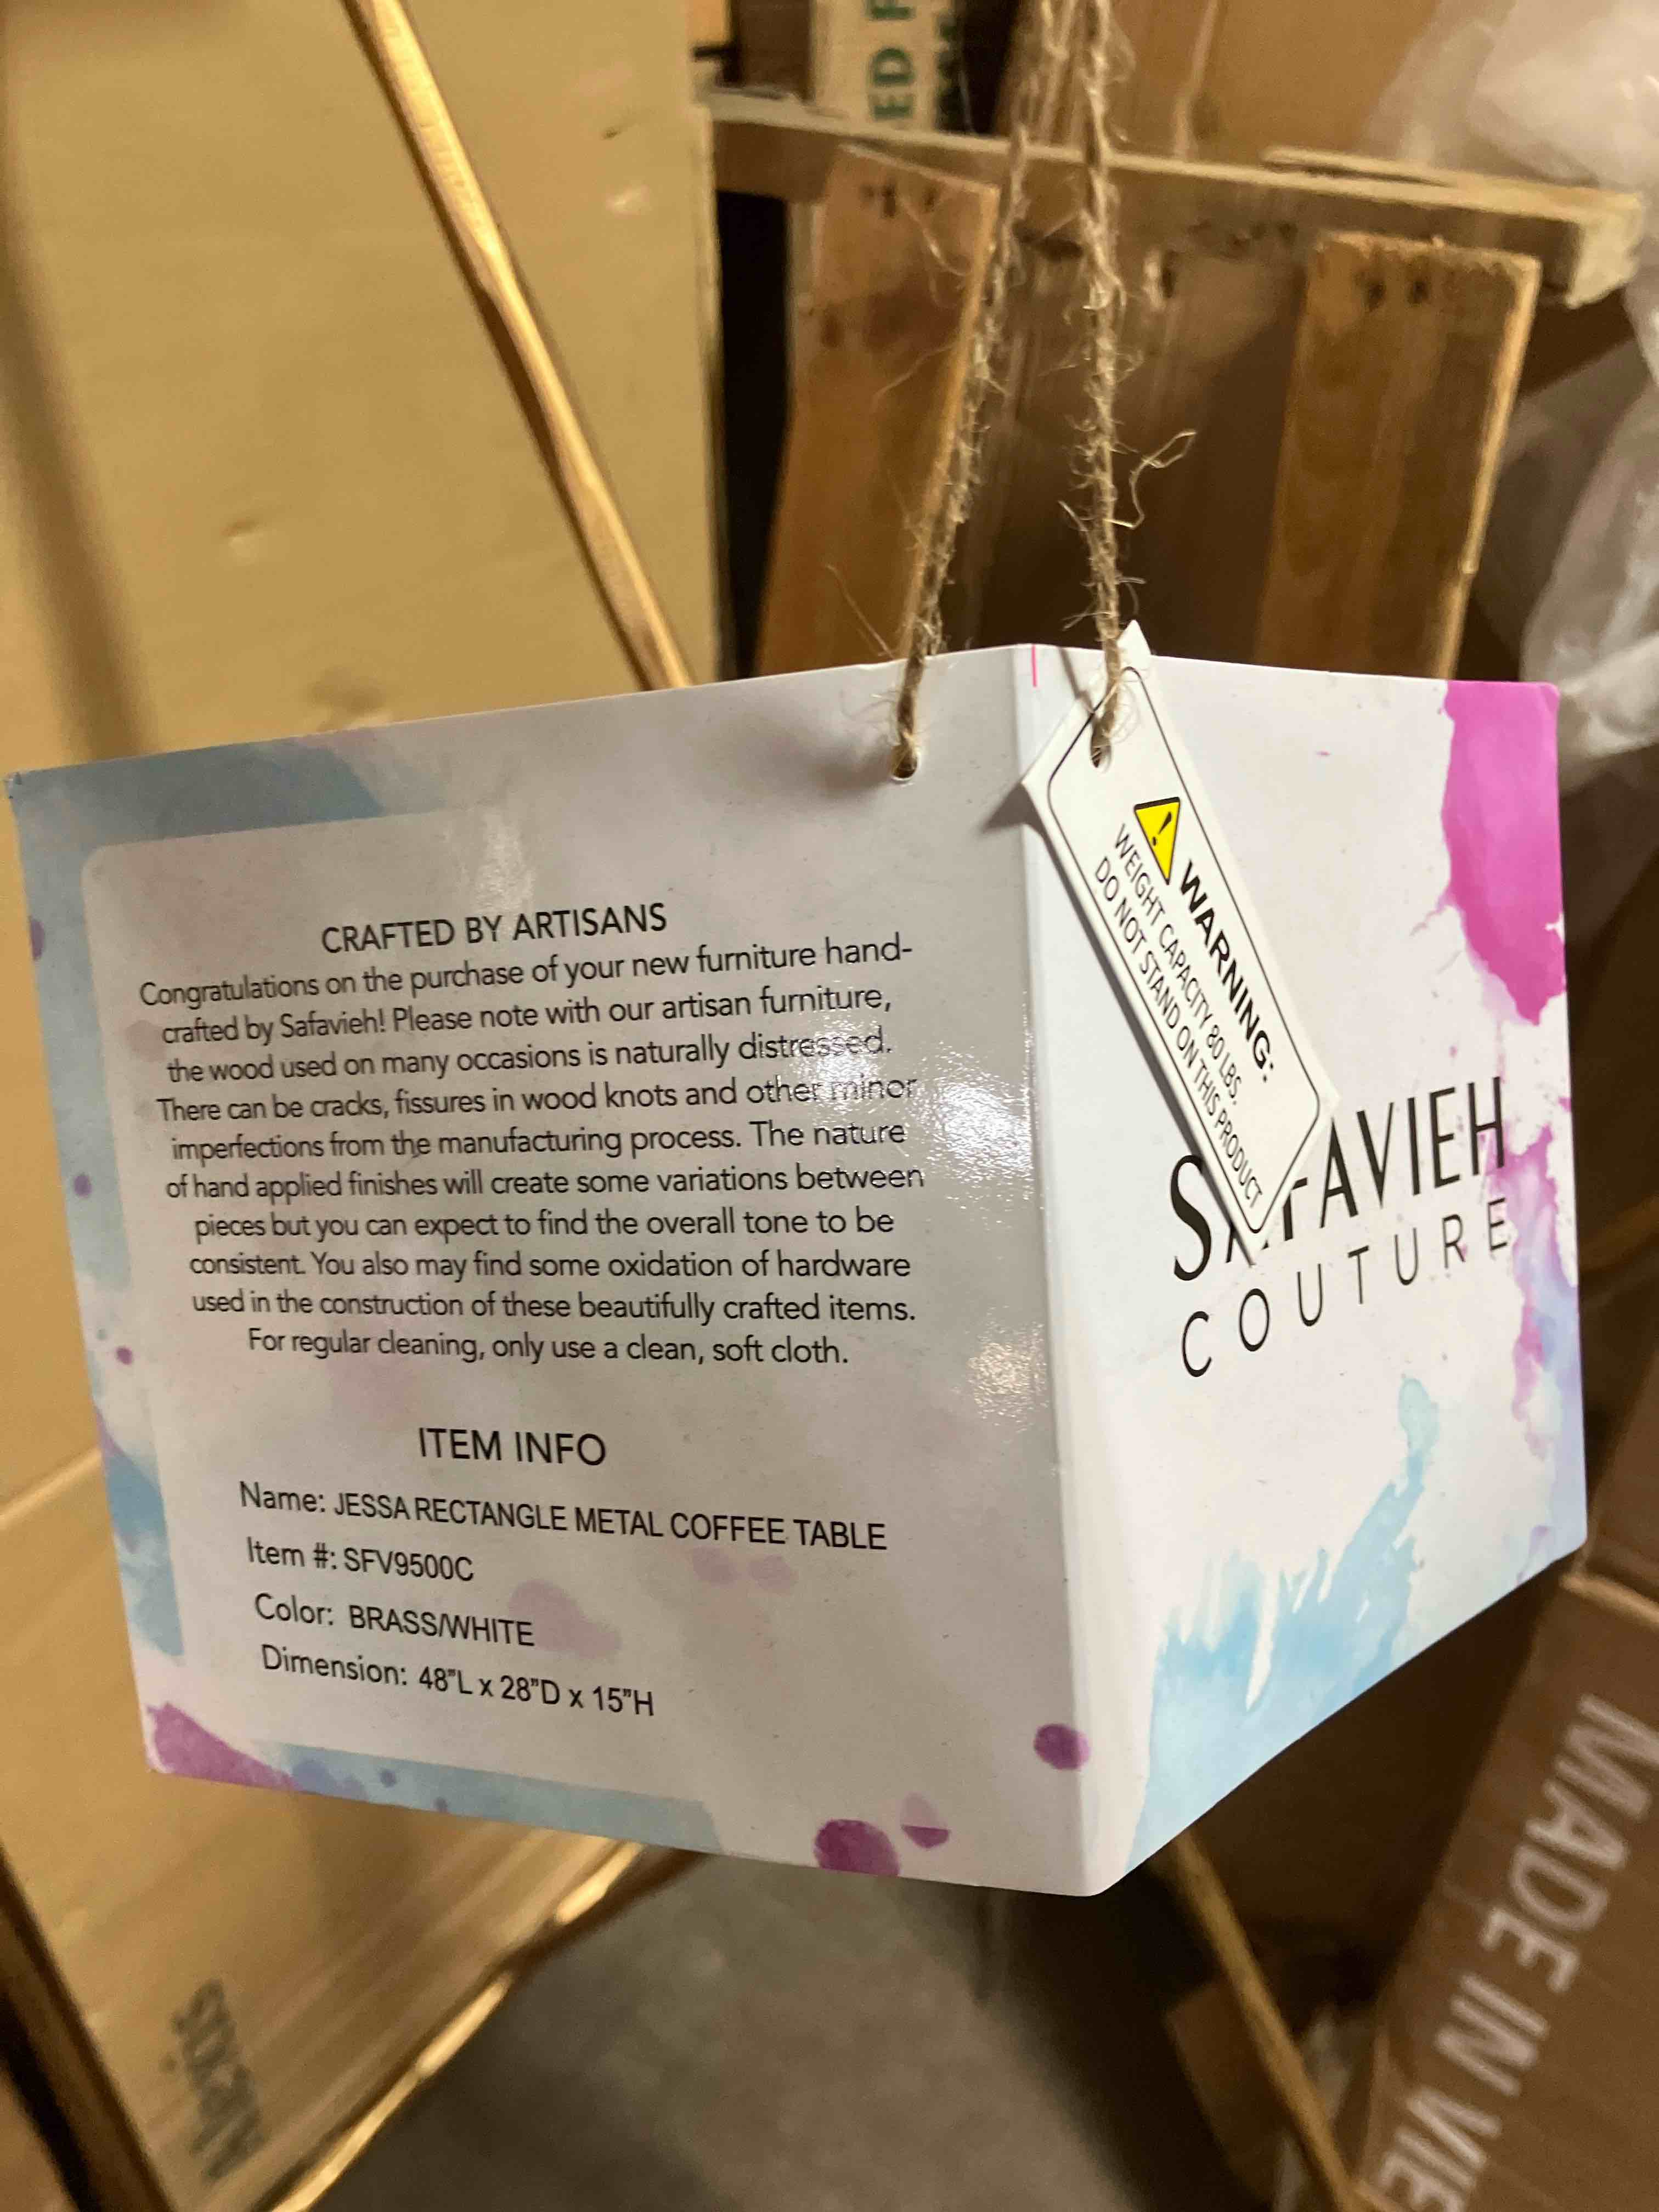 ED F
CRAFTED BY ARTISANS
Congratulations on the purchase of your new furniture hand-
crafted by Safavieh! Please note with our artisan furniture,
the wood used on many occasions is naturally distressed.
There can be cracks, fissures in wood knots and other minor
imperfections from the manufacturing process. The nature
of hand applied finishes will create some variations between
pieces but you can expect to find the overall tone to be
consistent. You also may find some oxidation of hardware
used in the construction of these beautifully crafted items.
For regular cleaning, only use a clean, soft cloth.
ITEM INFO
Name: JESSA RECTANGLE METAL COFFEE TABLE
Item #: SFV9500C
Color: BRASS/WHITE
Dimension: 48"L x 28"D x 15"H
WARNING:
WEIGHT CAPACITY 80 LBS.
DO NOT STAND ON THIS PRODUCT
SAFAVIEH
COUTURE
MADE IN VIE